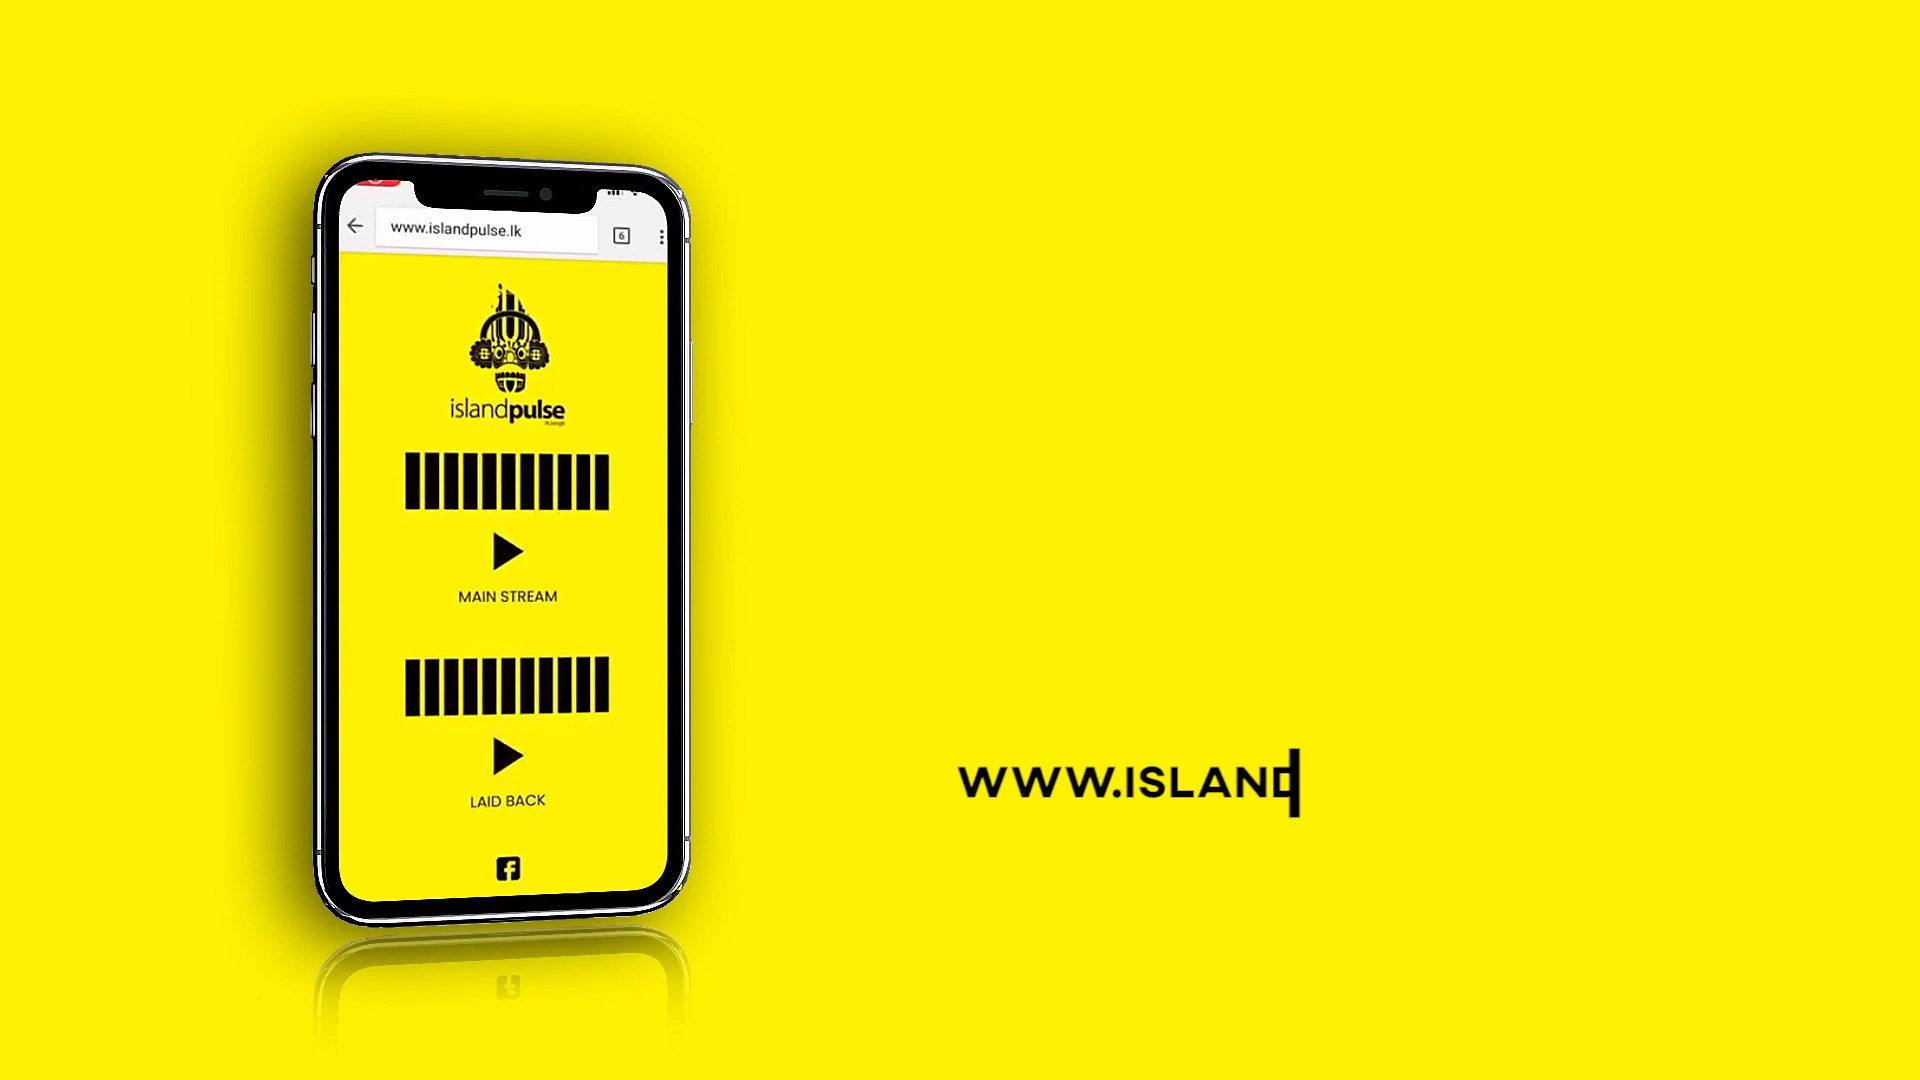 www.islandpulse.lk
6
islandpulse
MAIN STREAM
LAID BACK
WWW.ISLAND